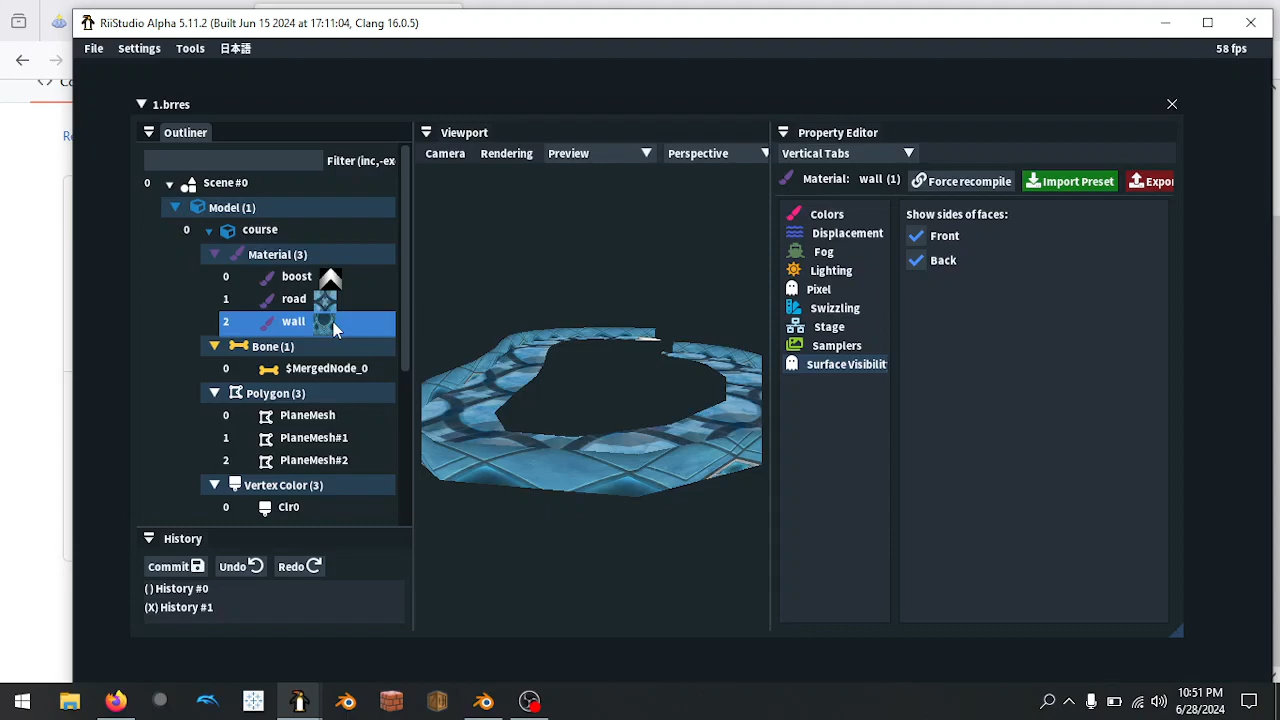 RiiStudio Alpha 5.11.2 (Built Jun 15 2024 at 17:11:04, Clang 16.0.5)
File Settings Tools 日本語 58 fps
1.brres
Outliner
Filter (inc,-ex
0 Scene #0
Model (1)
0 course
Material (3)
0 boost
1 road
2 wall
Bone (1)
0 $MergedNode_0
Polygon (3)
0 PlaneMesh
1 PlaneMesh#1
2 PlaneMesh#2
Vertex Color (3)
0 Clr0
History
Commit Undo Redo
( ) History #0
(X) History #1
Viewport
Camera Rendering Preview Perspective
Property Editor
Vertical Tabs
Material: wall (1) Force recompile Import Preset Expor
Colors
Displacement
Fog
Lighting
Pixel
Swizzling
Stage
Samplers
Surface Visibilit
Show sides of faces:
Front
Back
10:51 PM
6/28/2024